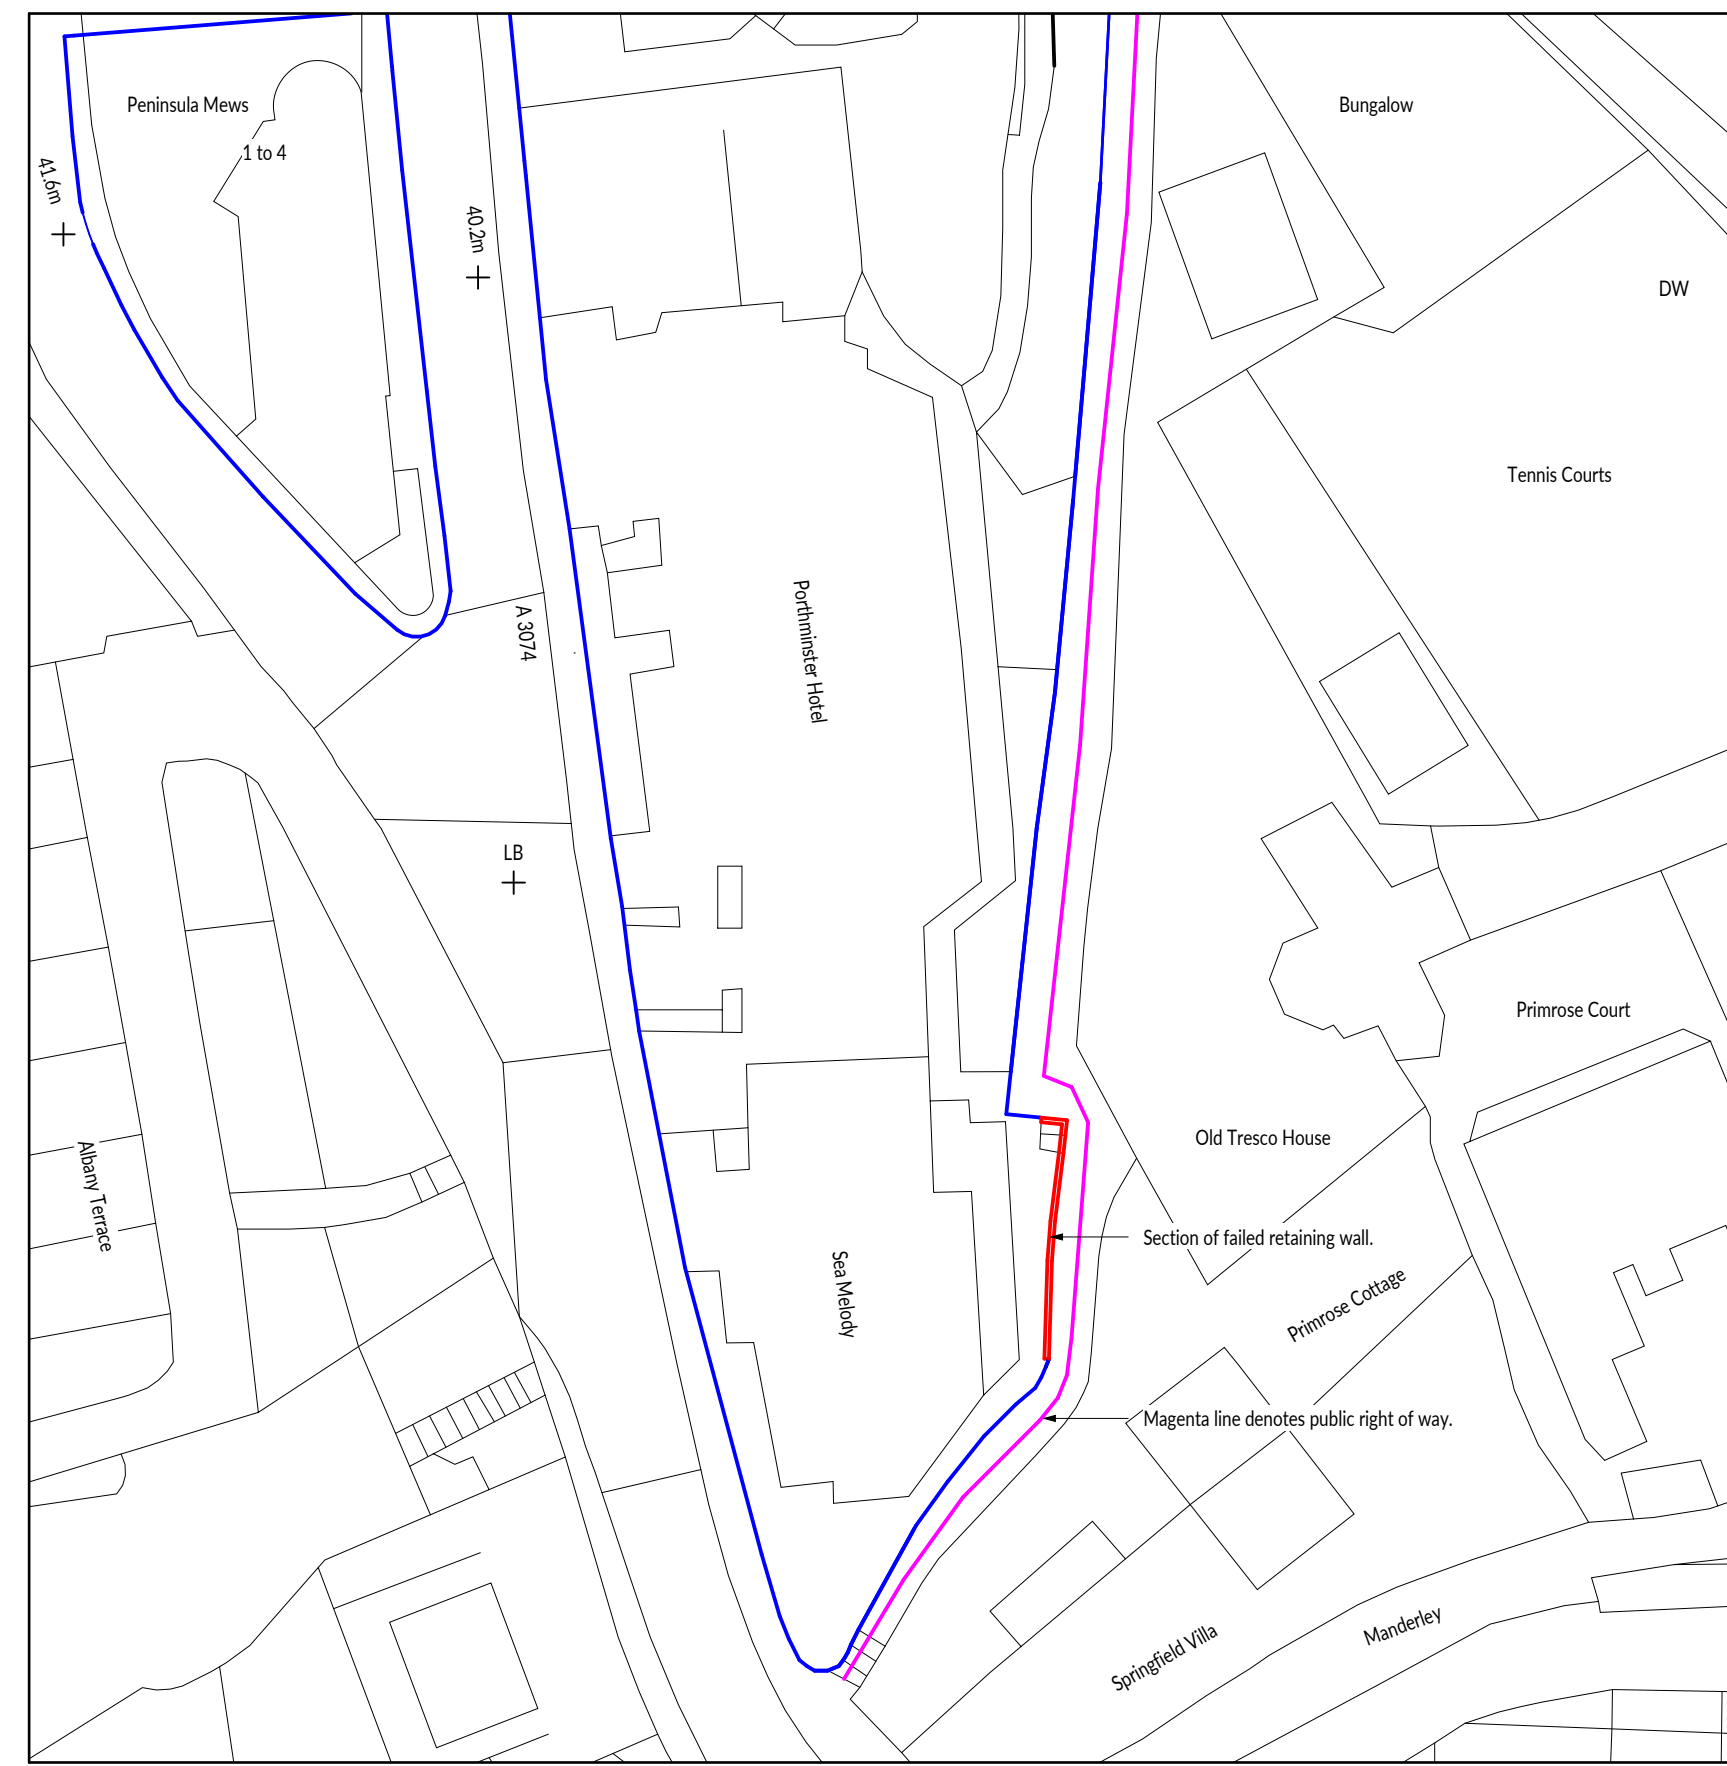 Peninsula Mews
1 to 4
Bungalow
41.6m
40.2m
DW
Tennis Courts
Porthminster Hotel
A 3074
LB
Primrose Court
Albany Terrace
Old Tresco House
Sea Melody
Section of failed retaining wall.
Primrose Cottage
Magenta line denotes public right of way.
Springfield Villa
Manderley